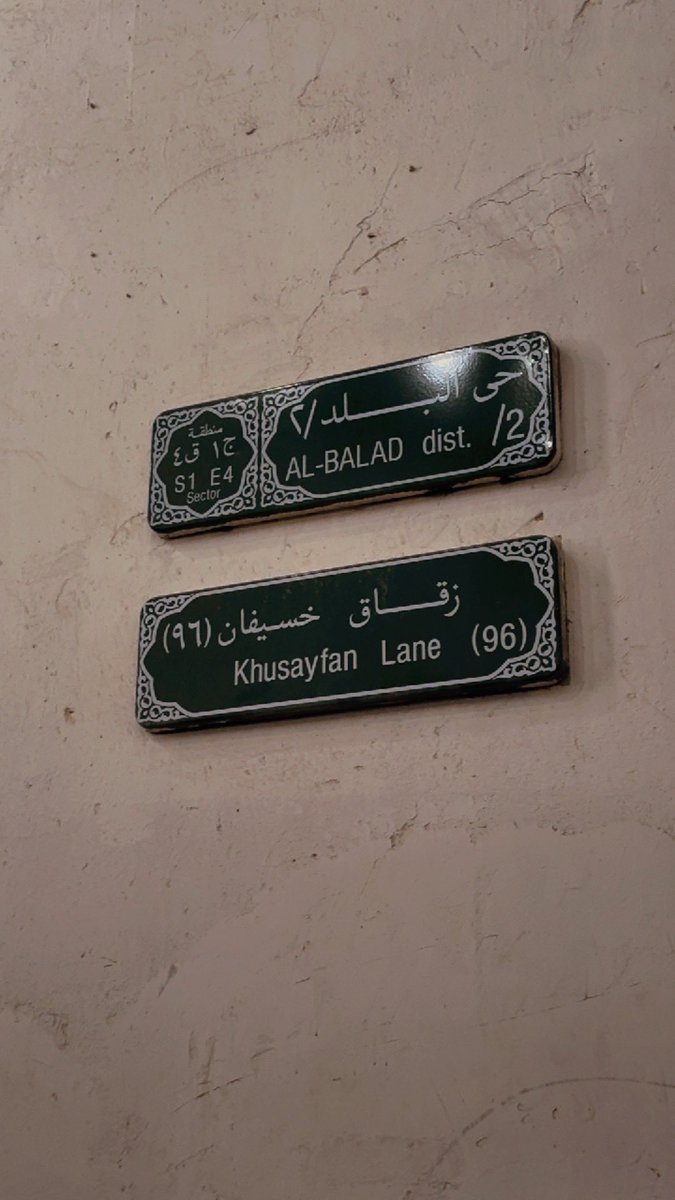 حى البلد/٢
AL-BALAD dist. /2
منطقة
ج١ ق٤
S1 E4
Sector
زقاق خسيفان (٩٦)
Khusayfan Lane (96)